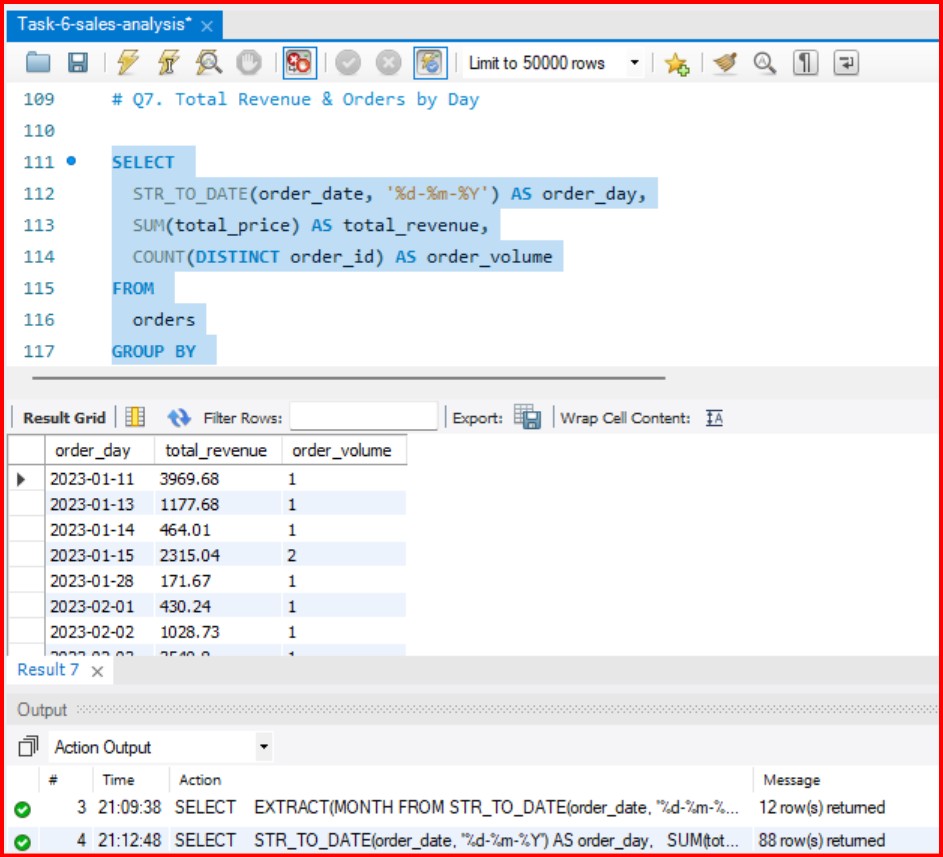 Task-6-sales-analysis*
Limit to 50000 rows
109 # Q7. Total Revenue & Orders by Day
110
111 SELECT
112 STR_TO_DATE(order_date, '%d-%m-%Y') AS order_day,
113 SUM(total_price) AS total_revenue,
114 COUNT(DISTINCT order_id) AS order_volume
115 FROM
116 orders
117 GROUP BY
Result Grid Filter Rows: Export: Wrap Cell Content:
order_day total_revenue order_volume
2023-01-11 3969.68 1
2023-01-13 1177.68 1
2023-01-14 464.01 1
2023-01-15 2315.04 2
2023-01-28 171.67 1
2023-02-01 430.24 1
2023-02-02 1028.73 1
Result 7
Output
Action Output
# Time Action Message
3 21:09:38 SELECT EXTRACT(MONTH FROM STR_TO_DATE(order_date, '%d-%m-%... 12 row(s) returned
4 21:12:48 SELECT STR_TO_DATE(order_date, '%d-%m-%Y') AS order_day, SUM(tot... 88 row(s) returned